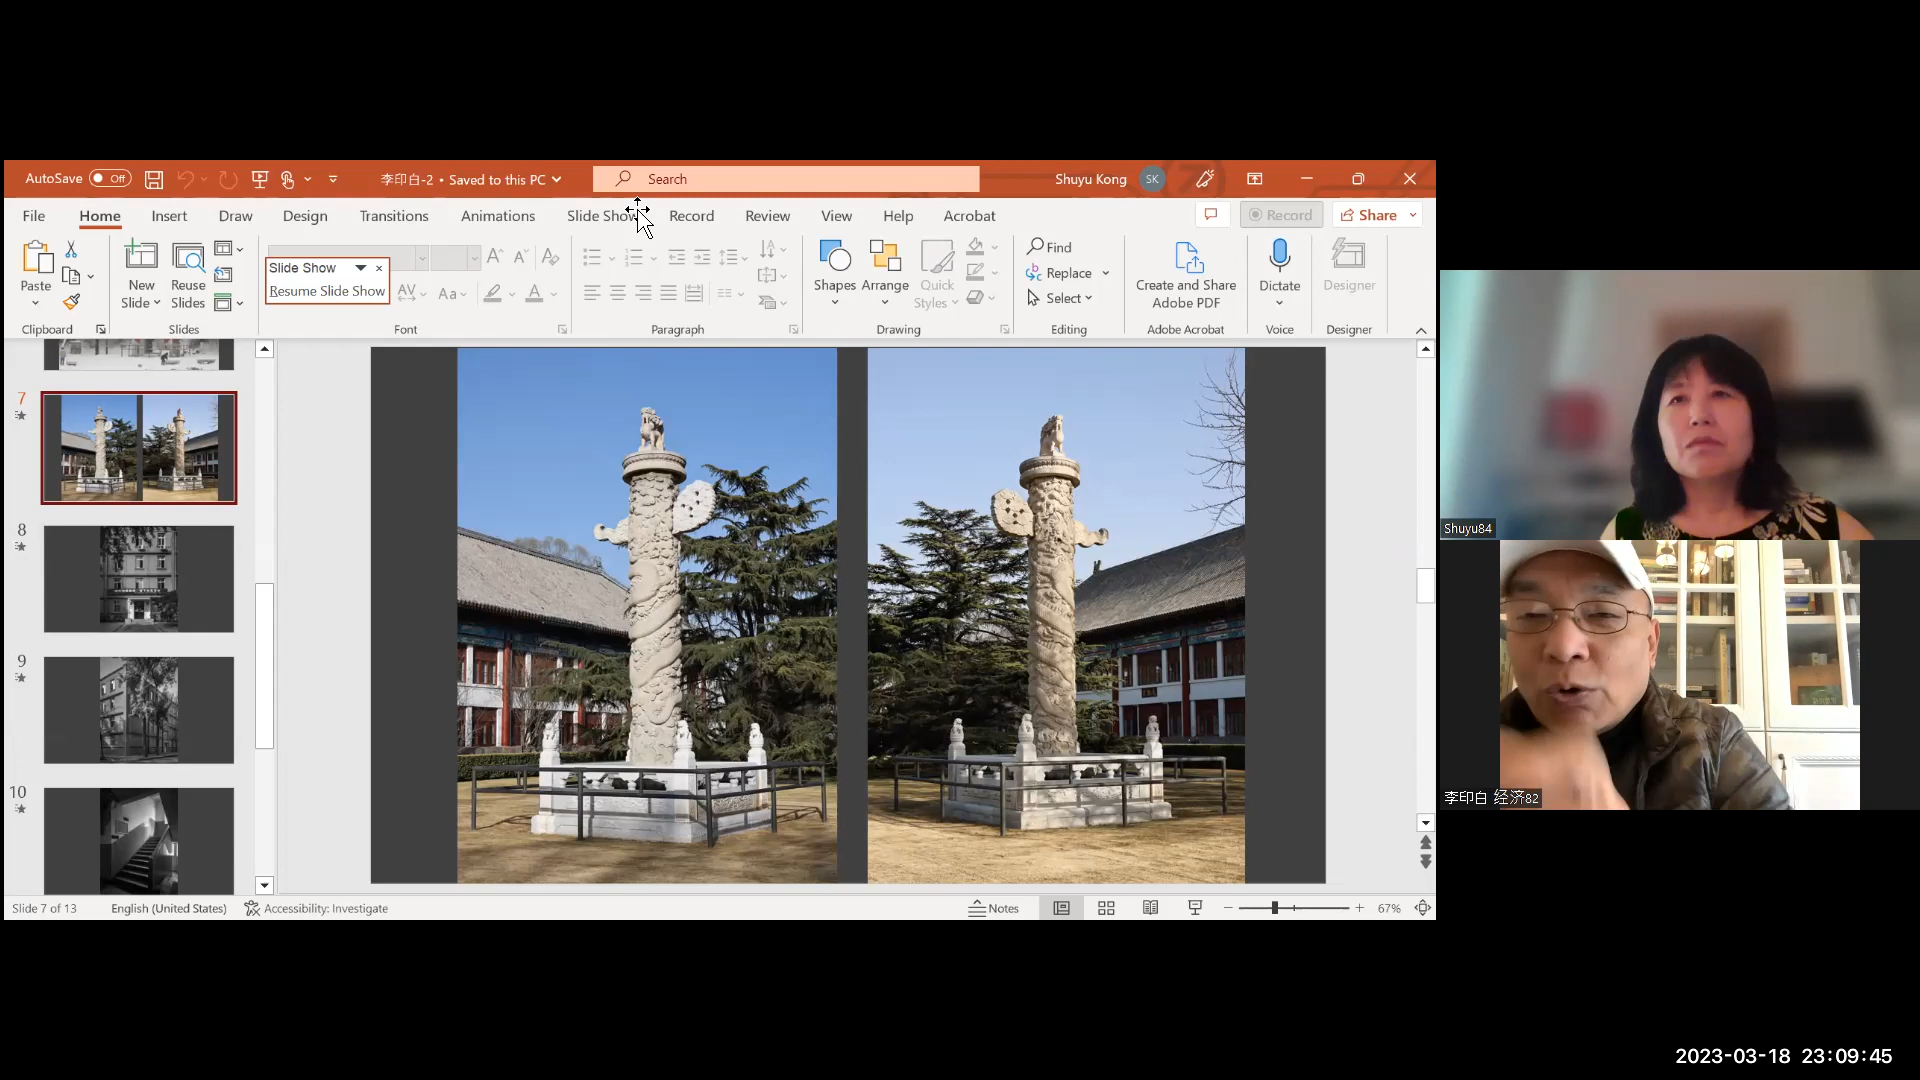 AutoSave Off 李印白-2 • Saved to this PC Search Shuyu Kong SK
File Home Insert Draw Design Transitions Animations Slide Show Record Review View Help Acrobat Record Share
Paste
Clipboard
New
Slide
Reuse
Slides
Slides
Slide Show
Resume Slide Show
Aa
Font
Paragraph
Shapes
Arrange
Quick
Styles
Drawing
Find
Replace
Select
Editing
Create and Share
Adobe PDF
Adobe Acrobat
Dictate
Voice
Designer
Designer
7
8
9
10
Slide 7 of 13 English (United States) Accessibility: Investigate Notes 67%
Shuyu84
李印白 经济82
2023-03-18 23:09:45